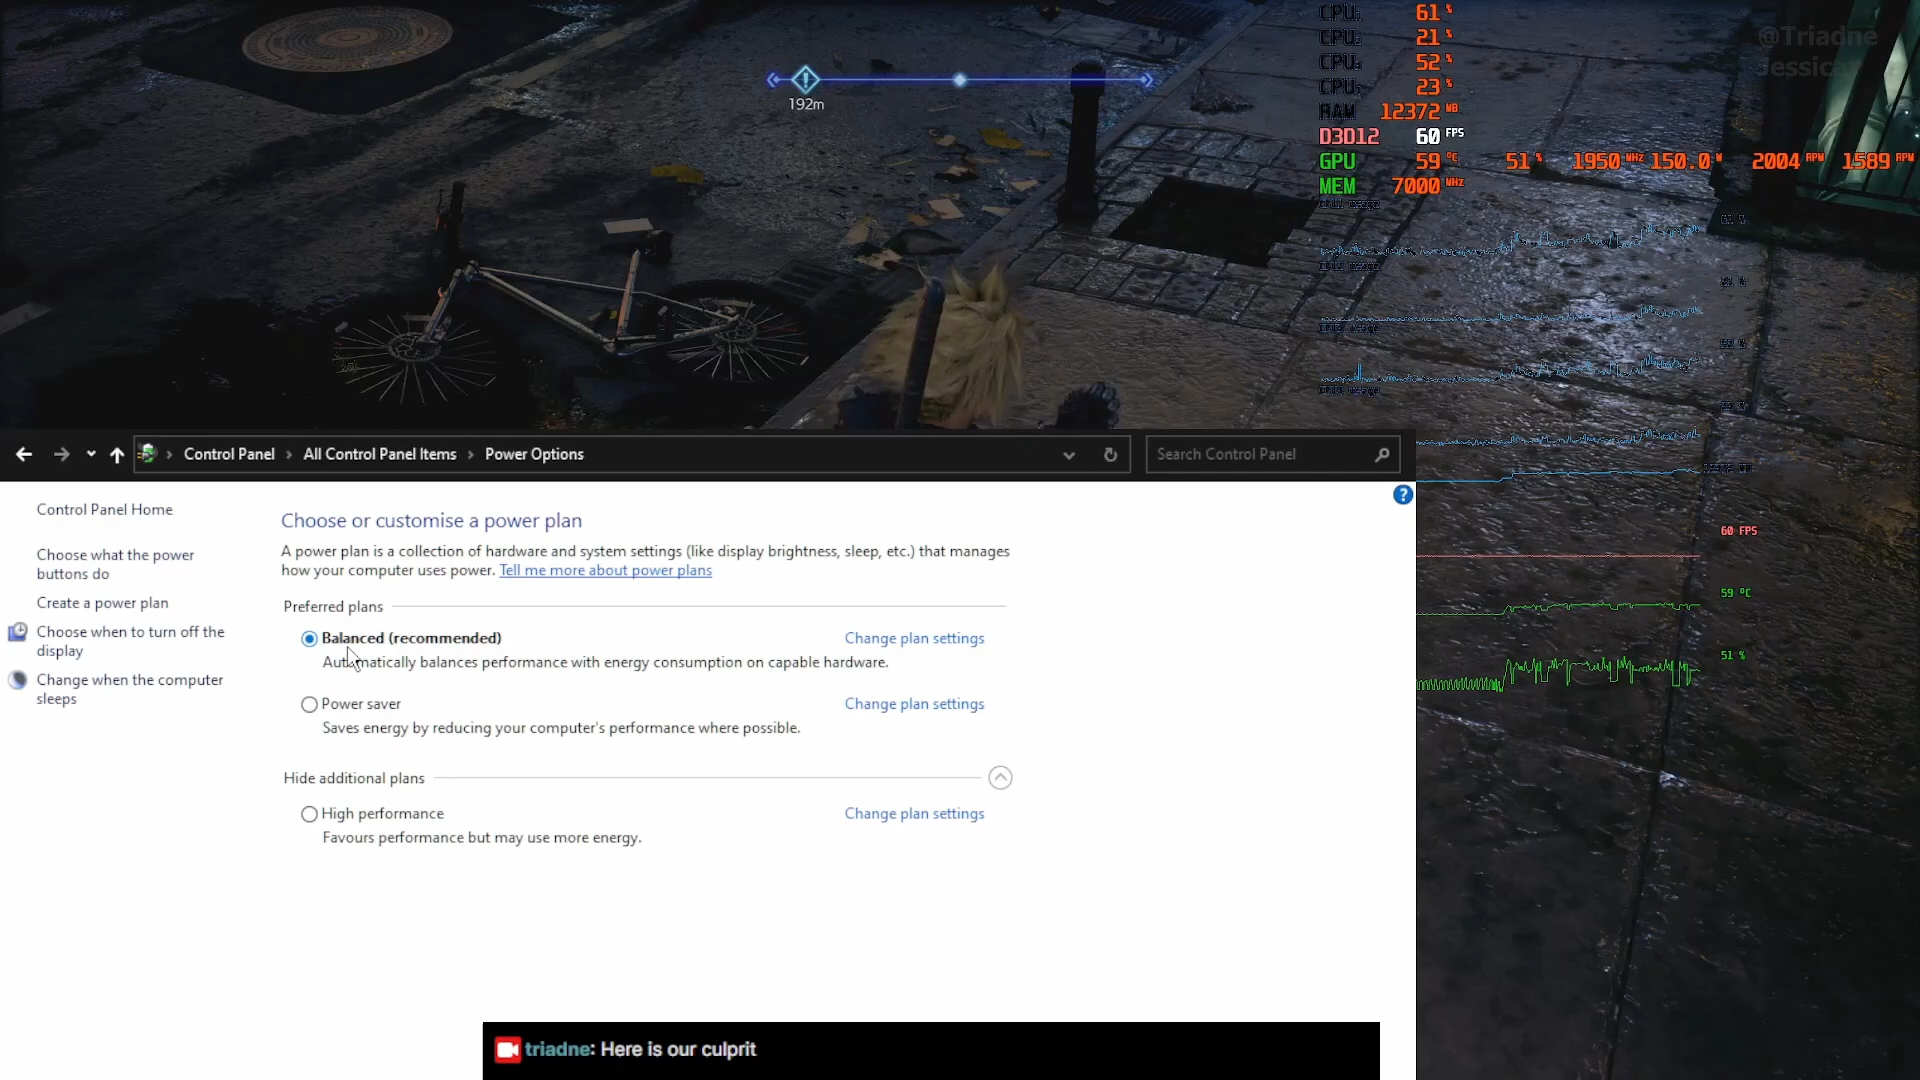 CPU1 61 %
CPU2 21 %
CPU3 52 %
CPU4 23 %
RAM 12372 MB
D3D12 60 FPS
GPU 59 °C 51 % 1950 MHz 150.0 W 2004 RPM 1589 RPM
MEM 7000 MHz
@Triadne
192m
60 FPS
59 °C
51 %
Control Panel > All Control Panel Items > Power Options
Search Control Panel
Control Panel Home
Choose what the power
buttons do
Create a power plan
Choose when to turn off the
display
Change when the computer
sleeps
Choose or customise a power plan
A power plan is a collection of hardware and system settings (like display brightness, sleep, etc.) that manages
how your computer uses power. Tell me more about power plans
Preferred plans
Balanced (recommended) Change plan settings
Automatically balances performance with energy consumption on capable hardware.
Power saver Change plan settings
Saves energy by reducing your computer's performance where possible.
Hide additional plans
High performance Change plan settings
Favours performance but may use more energy.
triadne: Here is our culprit